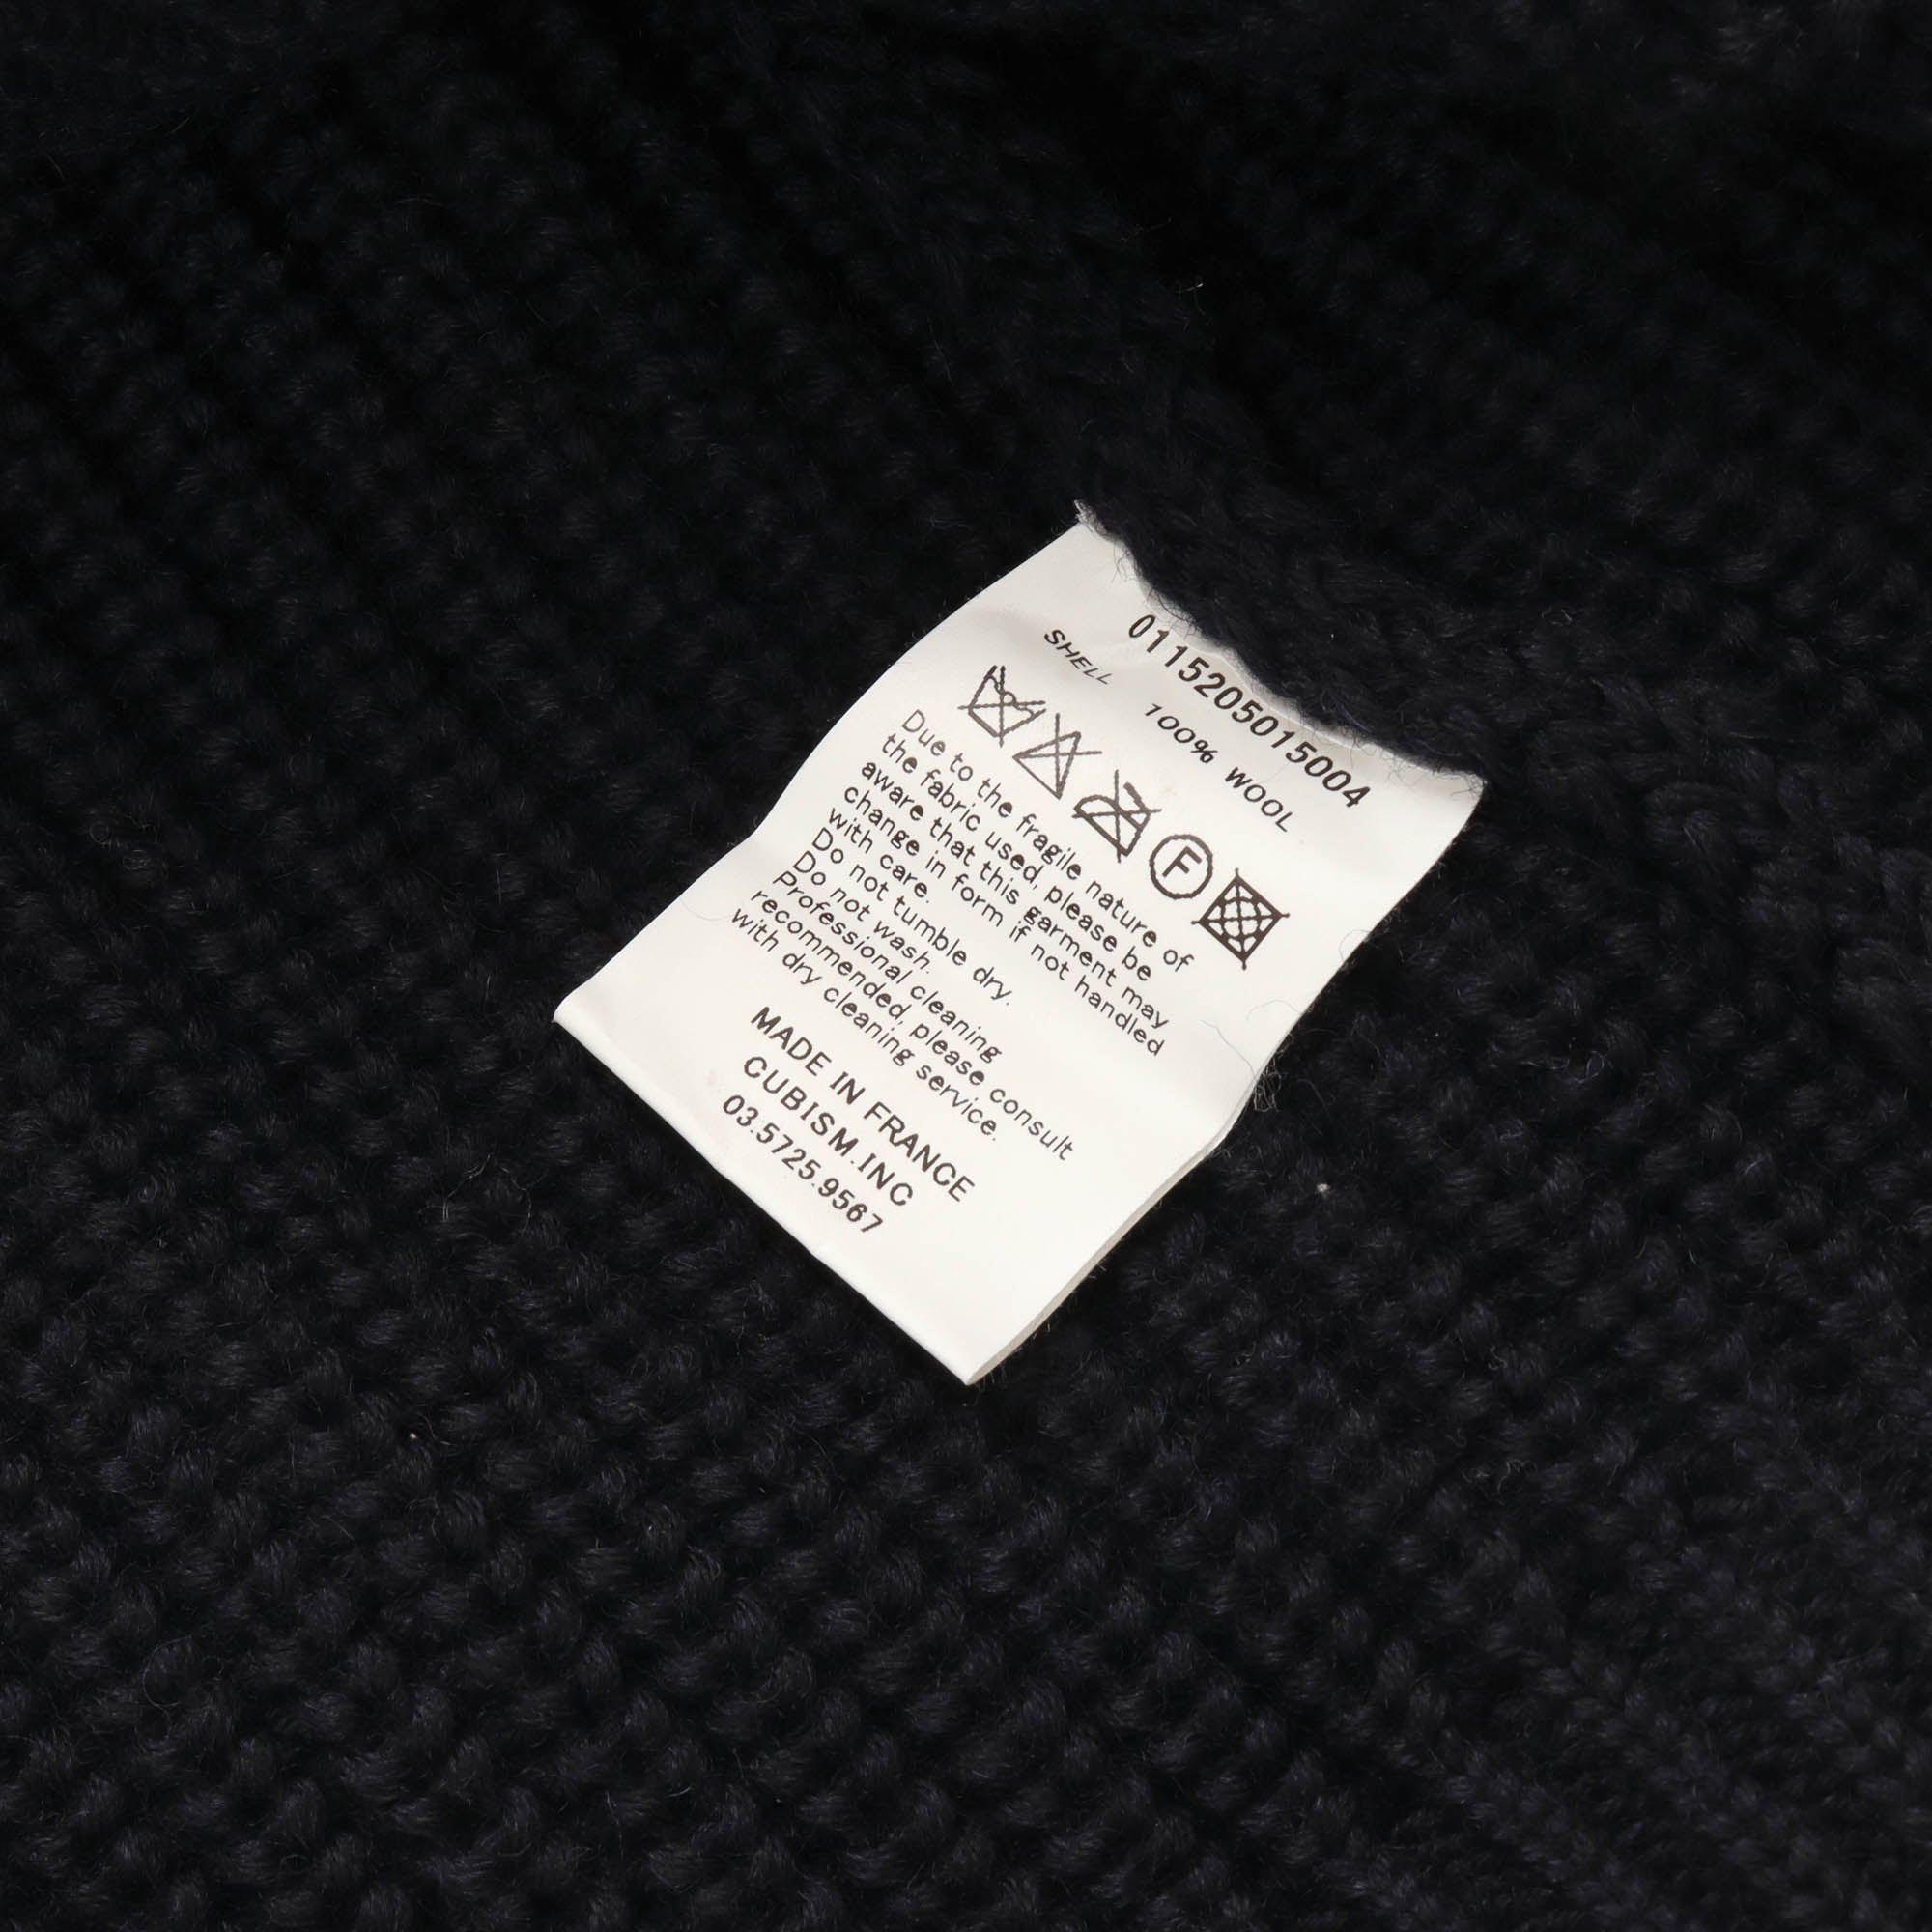 0115205015004
SHELL 100% WOOL
F
Due to the fragile nature of
the fabric used, please be
aware that this garment may
change in form if not handled
with care.
Do not tumble dry.
Do not wash.
Professional cleaning
recommended, please consult
with dry cleaning service.
MADE IN FRANCE
CUBISM.INC
03.5725.9567